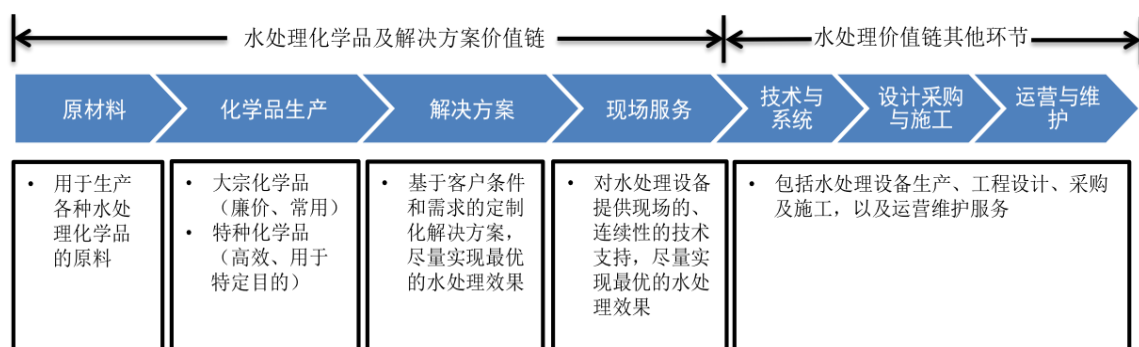 水处理化学品及解决方案价值链
水处理价值链其他环节
原材料
化学品生产
解决方案
现场服务
技术与
系统
设计采购
与施工
运营与维
护
• 用于生产
各种水处
理化学品
的原料
• 大宗化学品
（廉价、常用）
• 特种化学品
（高效、用于
特定目的）
• 基于客户条件
和需求的定制
化解决方案，
尽量实现最优
的水处理效果
• 对水处理设备
提供现场的、
连续性的技术
支持，尽量实
现最优的水处
理效果
• 包括水处理设备生产、工程设计、采购
及施工，以及运营维护服务